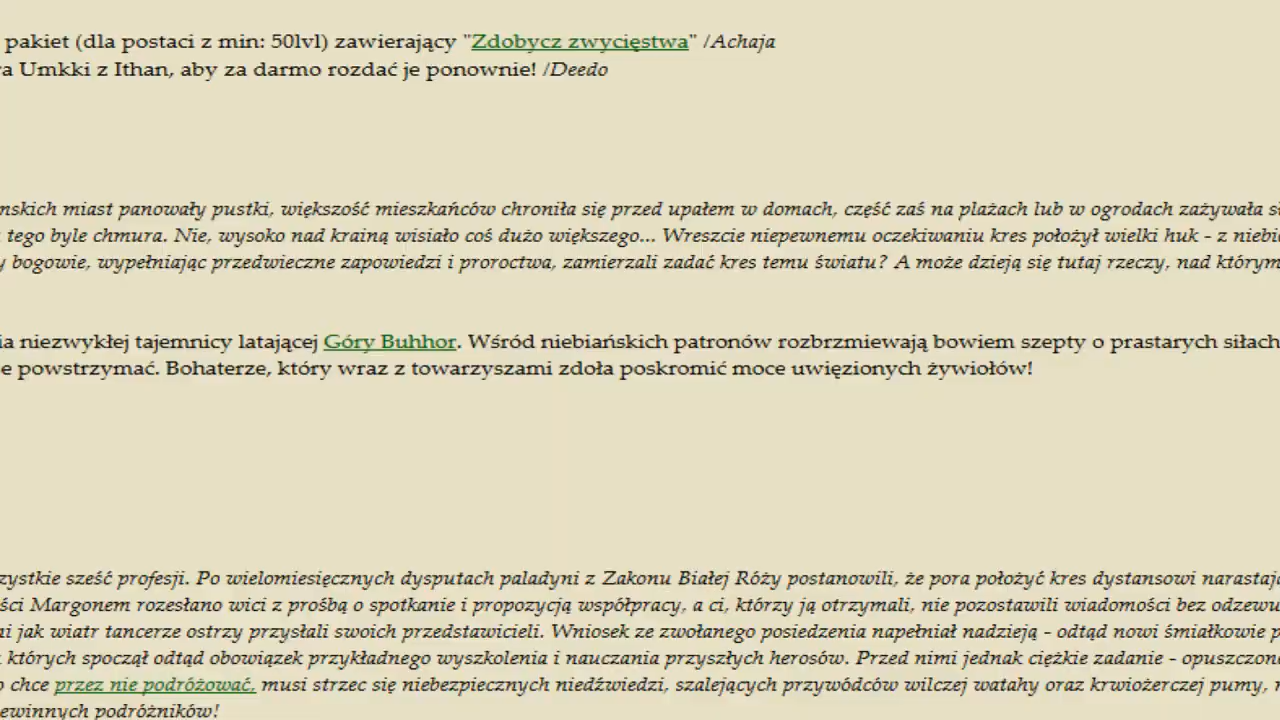 pakiet (dla postaci z min: 50lvl) zawierający "Zdobycz zwycięstwa" /Achaja
a Umkki z Ithan, aby za darmo rozdać je ponownie! /Deedo
nskich miast panowały pustki, większość mieszkańców chroniła się przed upałem w domach, część zaś na plażach lub w ogrodach zażywała
tego byle chmura. Nie, wysoko nad krainą wisiało coś dużo większego... Wreszcie niepewnemu oczekiwaniu kres położył wielki huk - z niebi
y bogowie, wypełniając przedwieczne zapowiedzi i proroctwa, zamierzali zadać kres temu światu? A może dzieją się tutaj rzeczy, nad którym
ia niezwykłej tajemnicy latającej Góry Buhhor. Wśród niebiańskich patronów rozbrzmiewają bowiem szepty o prastarych siłach
e powstrzymać. Bohaterze, który wraz z towarzyszami zdoła poskromić moce uwięzionych żywiołów!
zystkie sześć profesji. Po wielomiesięcznych dysputach paladyni z Zakonu Białej Róży postanowili, że pora położyć kres dystansowi narastają
ści Margonem rozesłano wici z prośbą o spotkanie i propozycją współpracy, a ci, którzy ją otrzymali, nie pozostawili wiadomości bez odzewu
ni jak wiatr tancerze ostrzy przysłali swoich przedstawicieli. Wniosek ze zwołanego posiedzenia napełniał nadzieją - odtąd nowi śmiałkowie p
których spoczął odtąd obowiązek przykładnego wyszkolenia i nauczania przyszłych herosów. Przed nimi jednak ciężkie zadanie - opuszczon
o chce przez nie podróżować, musi strzec się niebezpiecznych niedźwiedzi, szalejących przywódców wilczej watahy oraz krwiożerczej pumy,
ewinnych podróżników!